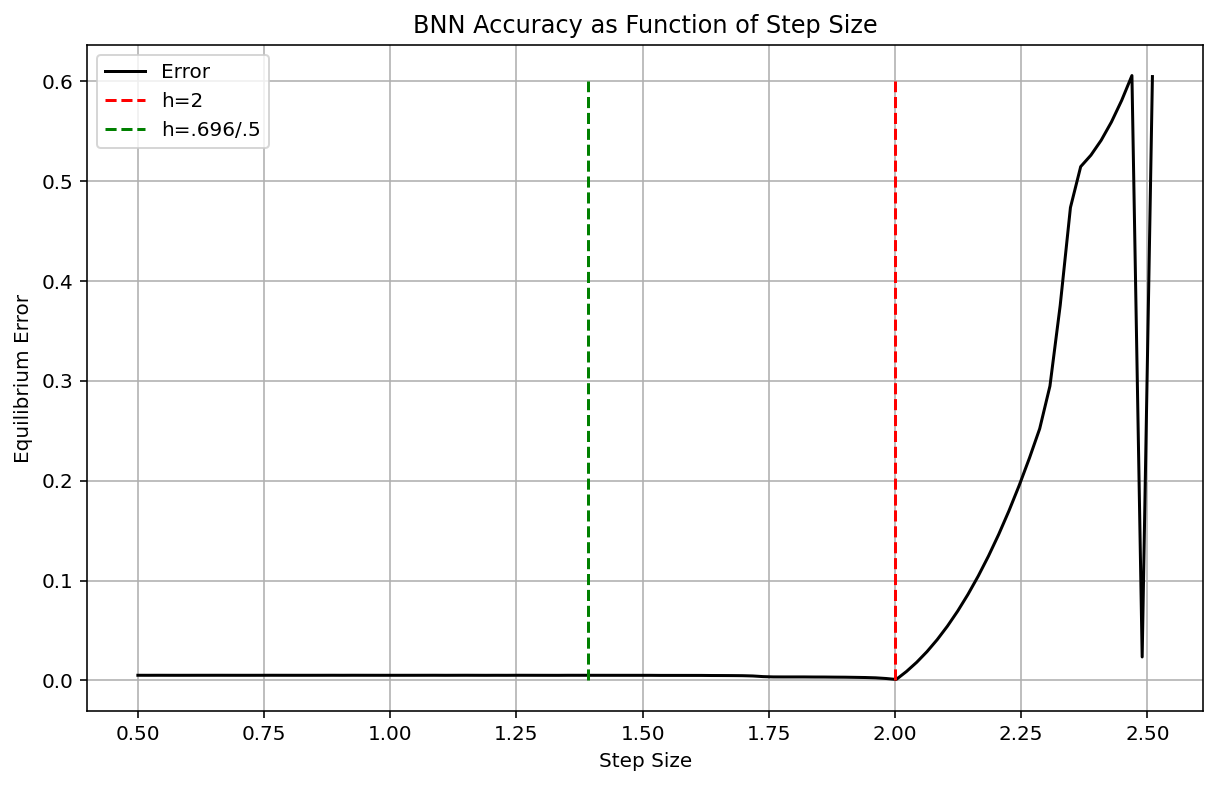 BNN Accuracy as Function of Step Size
Error
h=2
h=.696/.5
Equilibrium Error
0.6
0.5
0.4
0.3
0.2
0.1
0.0
0.50 0.75 1.00 1.25 1.50 1.75 2.00 2.25 2.50
Step Size